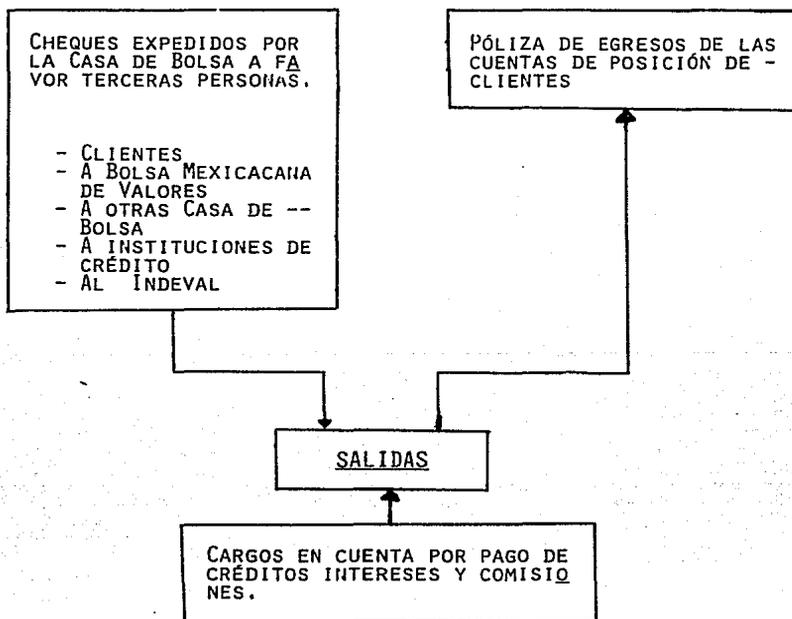 CHEQUES EXPEDIDOS POR
LA CASA DE BOLSA A FA
VOR TERCERAS PERSONAS.
- CLIENTES
- A BOLSA MEXICACANA
DE VALORES
- A OTRAS CASA DE --
BOLSA
- A INSTITUCIONES DE
CRÉDITO
- AL INDEVAL
PÓLIZA DE EGRESOS DE LAS
CUENTAS DE POSICIÓN DE -
CLIENTES
SALIDAS
CARGOS EN CUENTA POR PAGO DE
CRÉDITOS INTERESES Y COMISIO
NES.